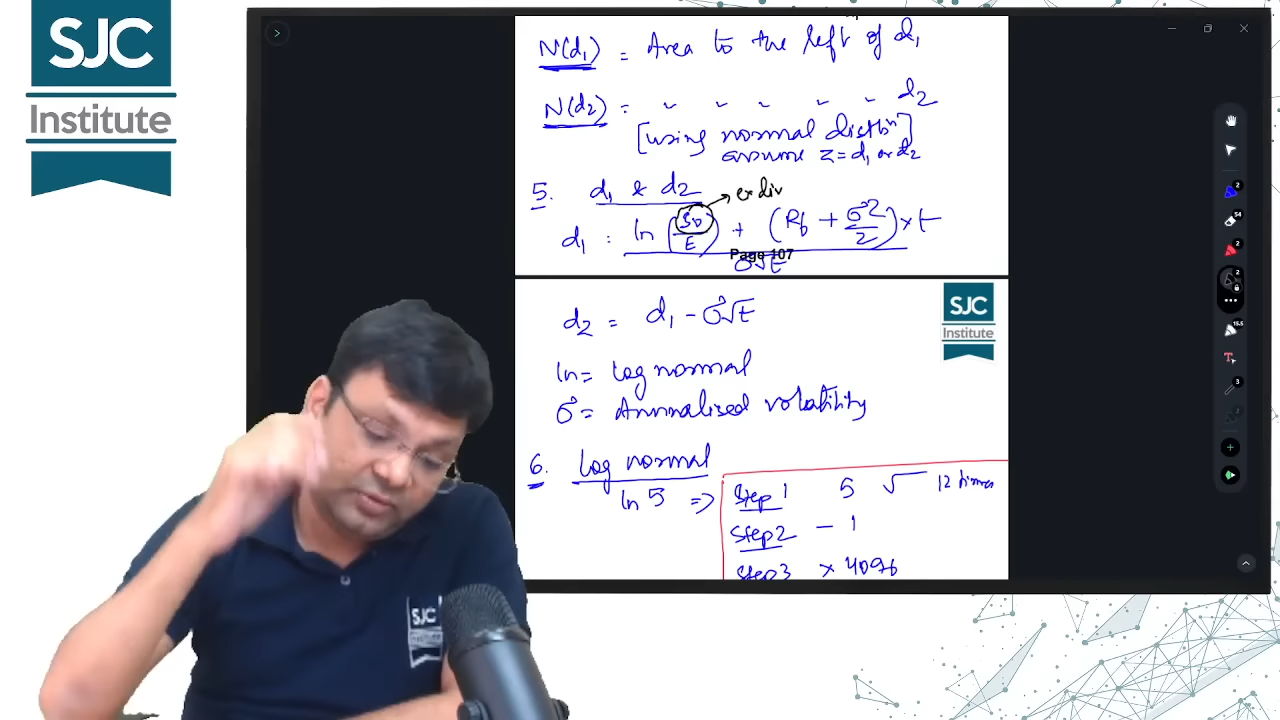 SJC
Institute
N(d1) = Area to the left of d1
N(d2) = " " " " " d2
[using normal distbn]
assume z = d1 or d2
5. d1 & d2
→ ex div
d1 : ln (S0/E) + (Rf + σ2/2) × t
σ√t
Page 107
d2 = d1 - σ√t
SJC
Institute
ln = Log normal
σ = Annualised volatility
6. Log normal
ln 5 => Step 1 5 √ 12 times
Step 2 - 1
Step 3 × 4096
SJC
Institute